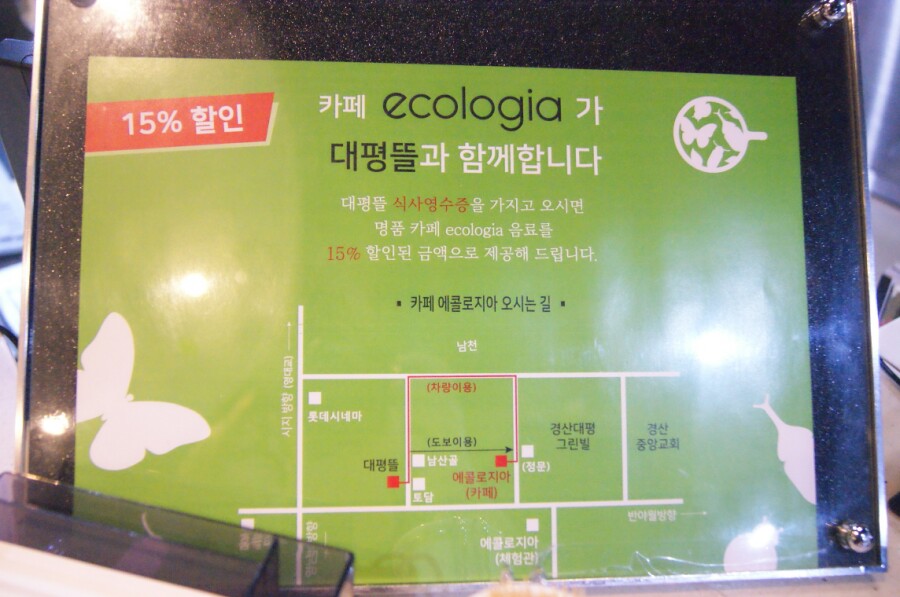 15% 할인
카페 ecologia 가
대평뜰과 함께합니다
대평뜰 식사영수증을 가지고 오시면
명품 카페 ecologia 음료를
15% 할인된 금액으로 제공해 드립니다.
▪ 카페 에콜로지아 오시는 길 ▪
남천
시지 방향
(차량이용)
롯데시네마
(도보이용)
경산대평
그린빌
경산
중앙교회
대평뜰
남산골
에콜로지아
(카페)
(정문)
토담
반야월방향
에콜로지아
(체험관)